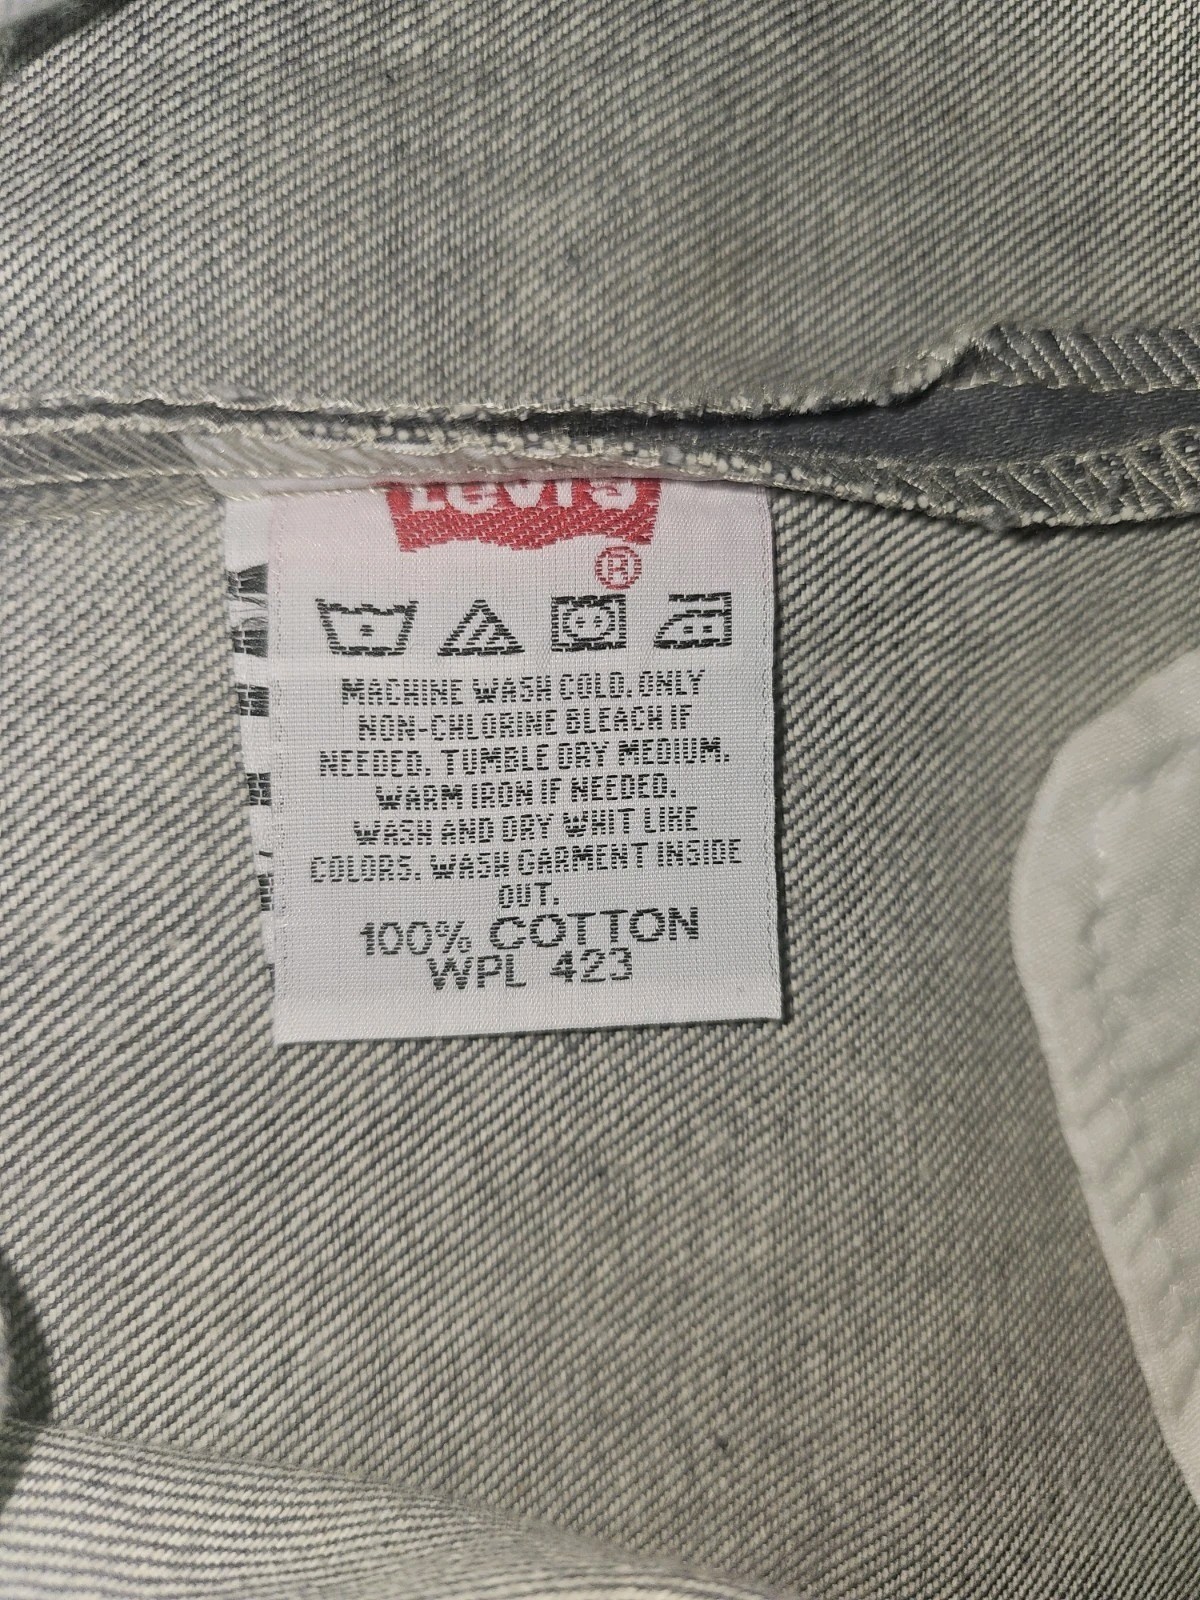 Levi's
®
MACHINE WASH COLD. ONLY
NON-CHLORINE BLEACH IF
NEEDED. TUMBLE DRY MEDIUM.
WARM IRON IF NEEDED.
WASH AND DRY WHIT LIKE
COLORS. WASH GARMENT INSIDE
OUT.
100% COTTON
WPL 423